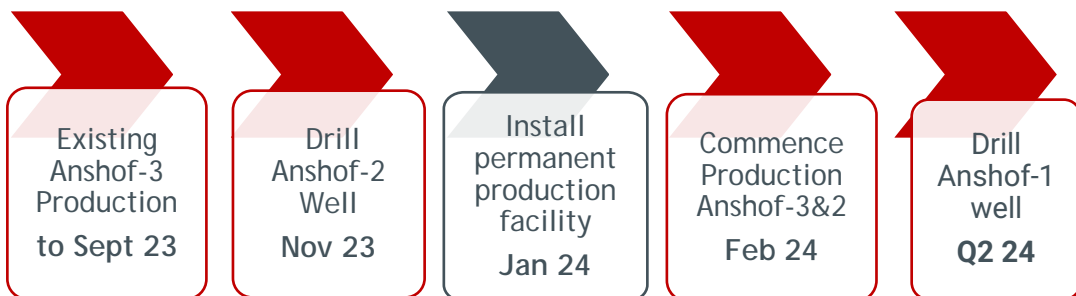 Existing
Anshof-3
Production
to Sept 23
Drill
Anshof-2
Well
Nov 23
Install
permanent
production
facility
Jan 24
Commence
Production
Anshof-3&2
Feb 24
Drill
Anshof-1
well
Q2 24